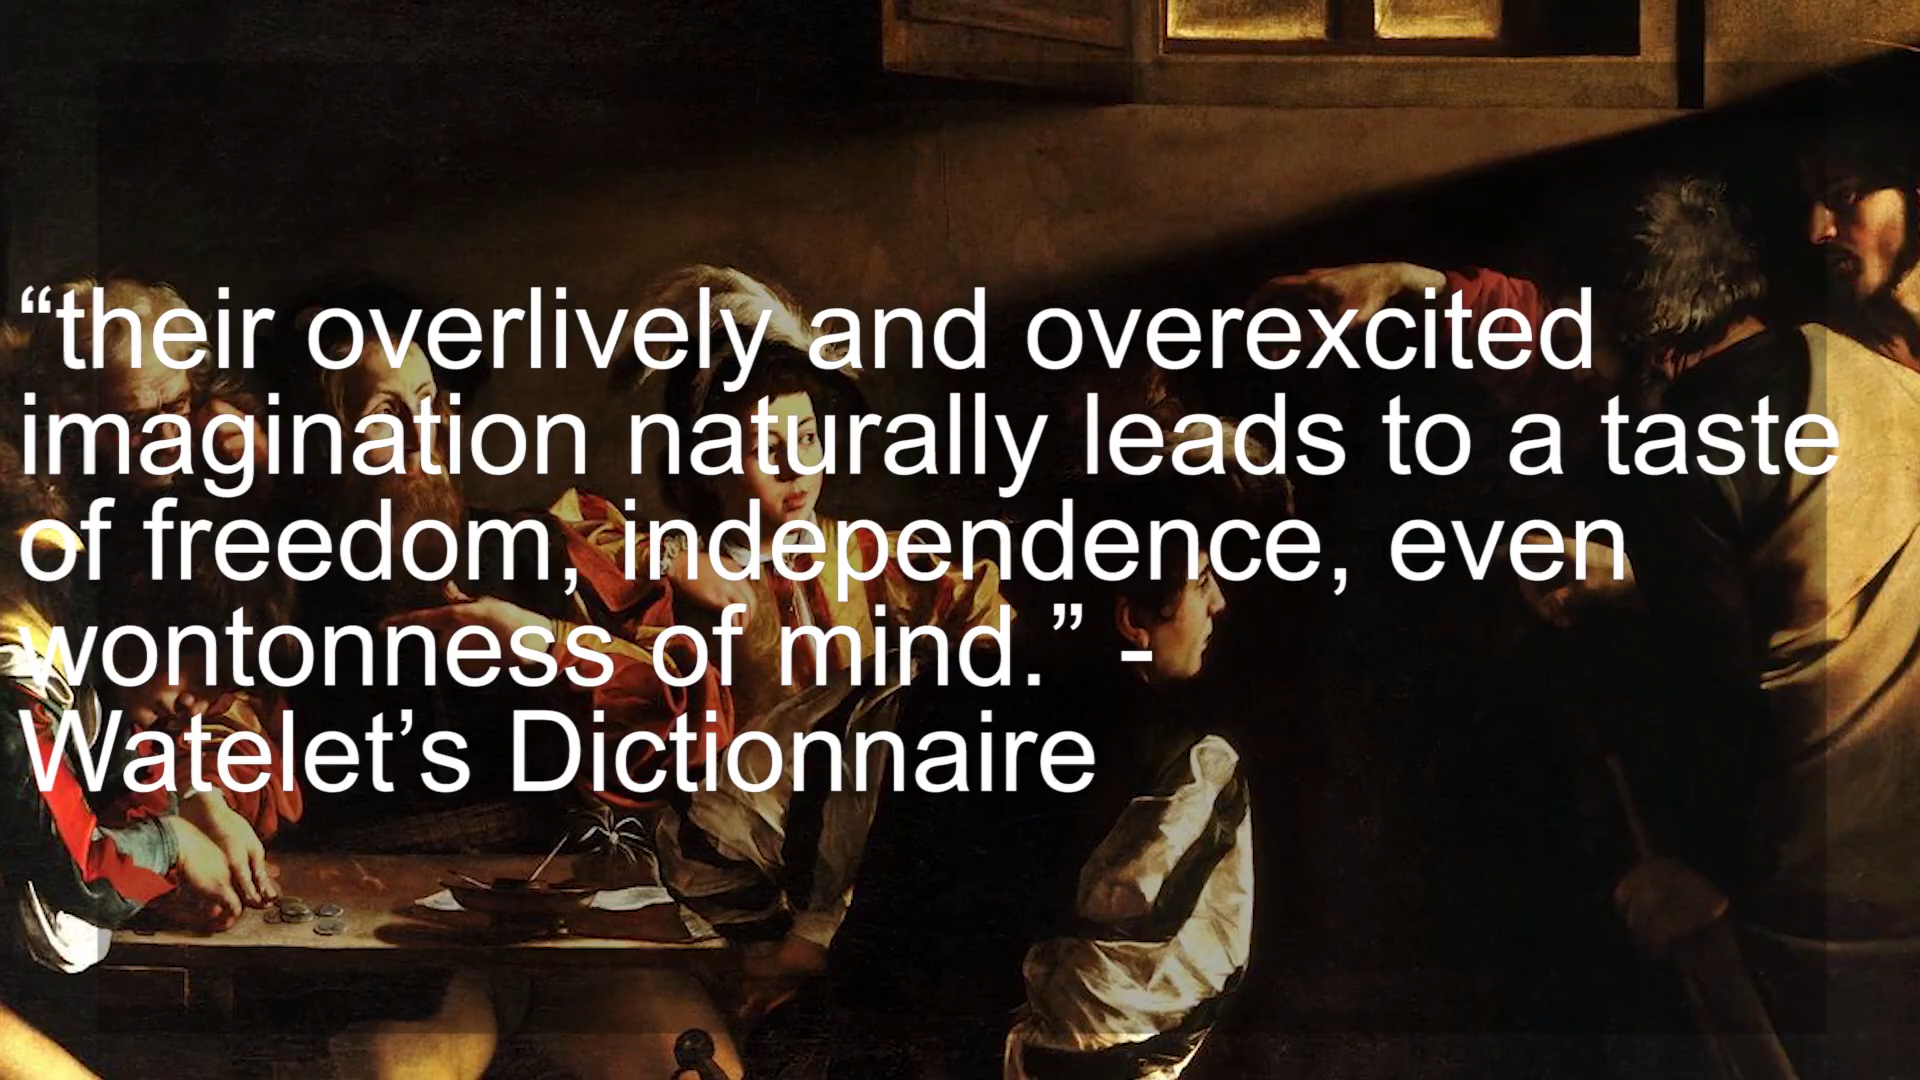 “their overlively and overexcited
imagination naturally leads to a taste
of freedom, independence, even
wontonness of mind.” -
Watelet’s Dictionnaire